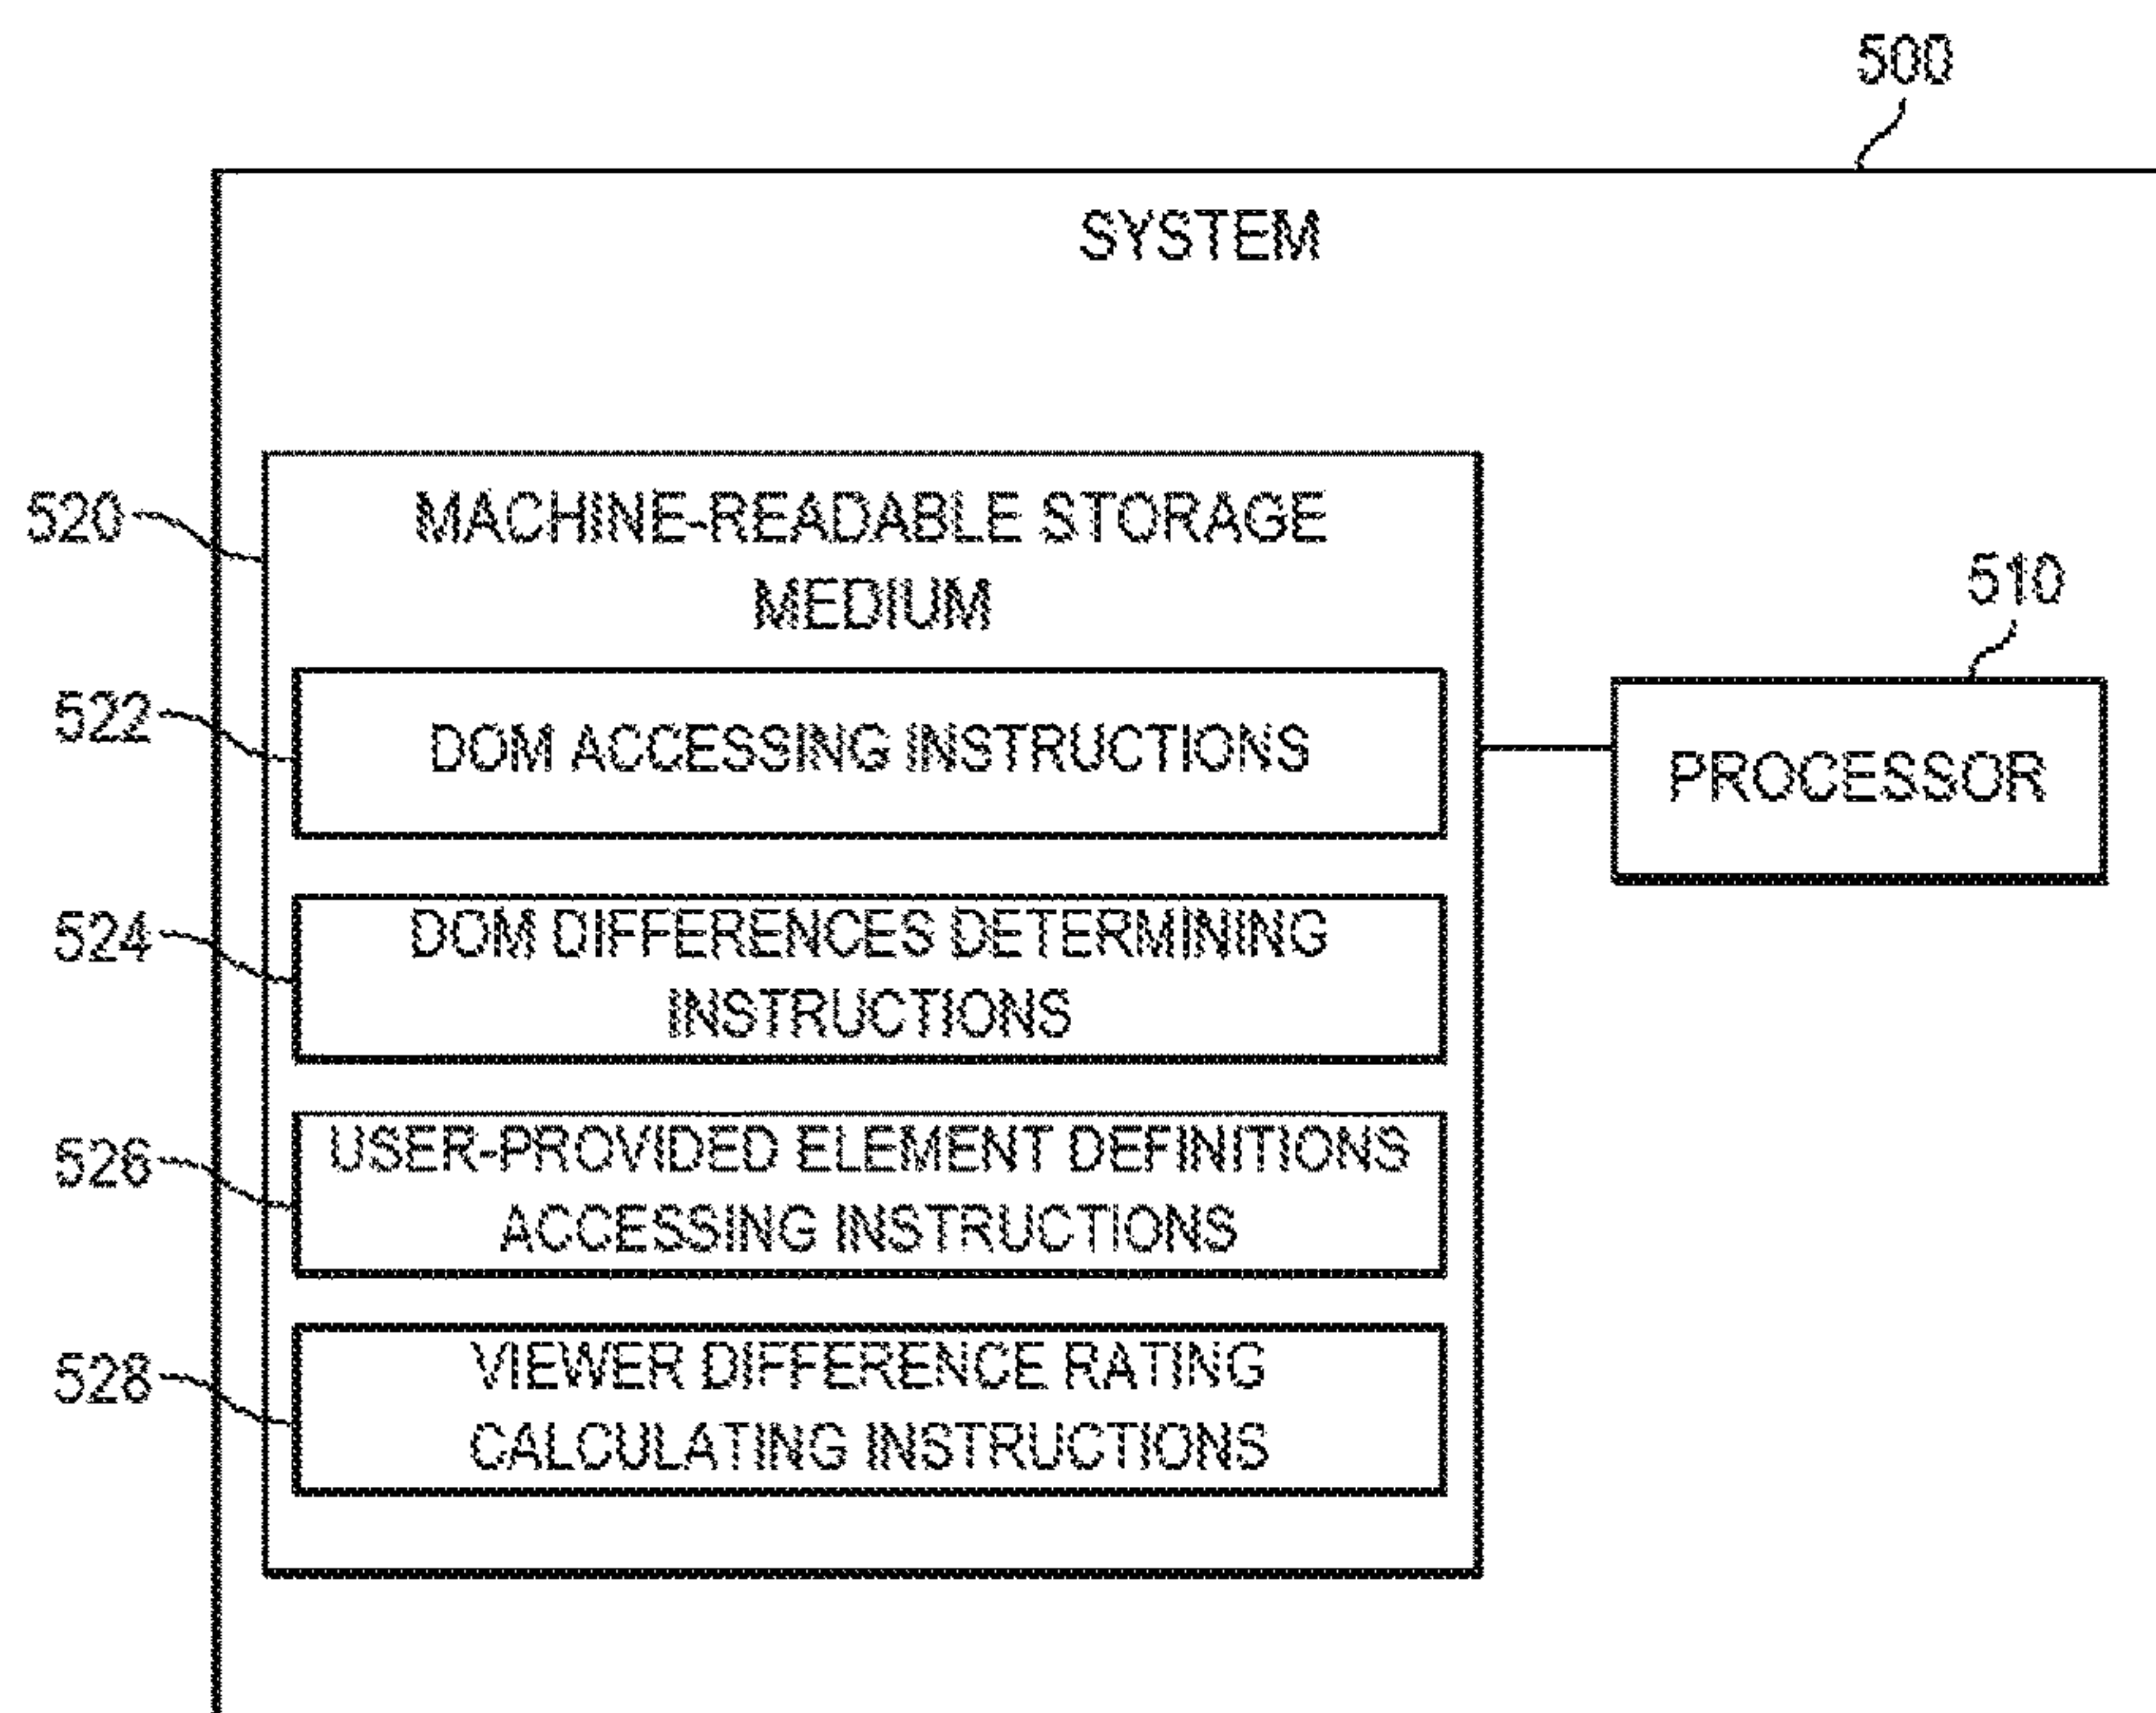 500
SYSTEM
520
MACHINE-READABLE STORAGE
MEDIUM
510
522
DOM ACCESSING INSTRUCTIONS
PROCESSOR
524
DOM DIFFERENCES DETERMINING
INSTRUCTIONS
526
USER-PROVIDED ELEMENT DEFINITIONS
ACCESSING INSTRUCTIONS
528
VIEWER DIFFERENCE RATING
CALCULATING INSTRUCTIONS